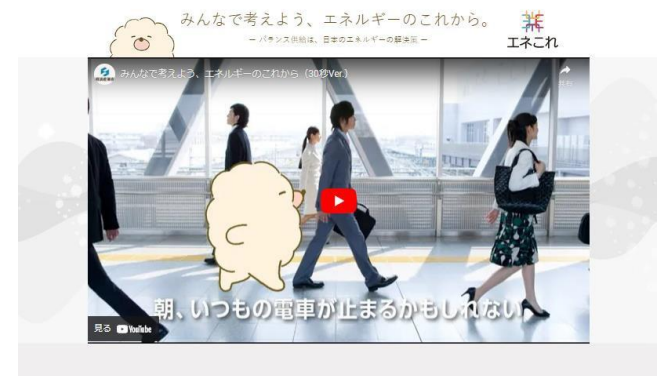 みんなで考えよう、エネルギーのこれから。
ー バランス供給は、日本のエネルギーの解決策 ー
エネこれ
みんなで考えよう、エネルギーのこれから（30秒Ver.）
朝、いつもの電車が止まるかもしれない
見る YouTube